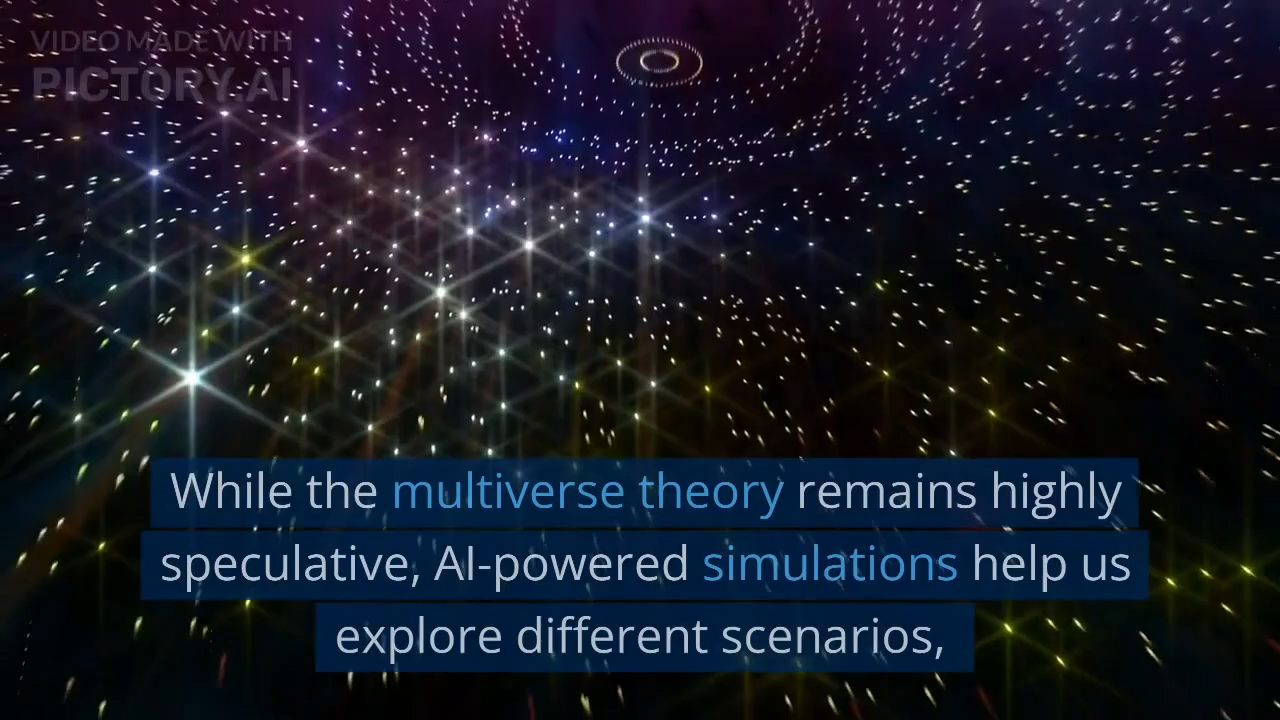 VIDEO MADE WITH
PICTORY.AI
While the multiverse theory remains highly
speculative, AI-powered simulations help us
explore different scenarios,